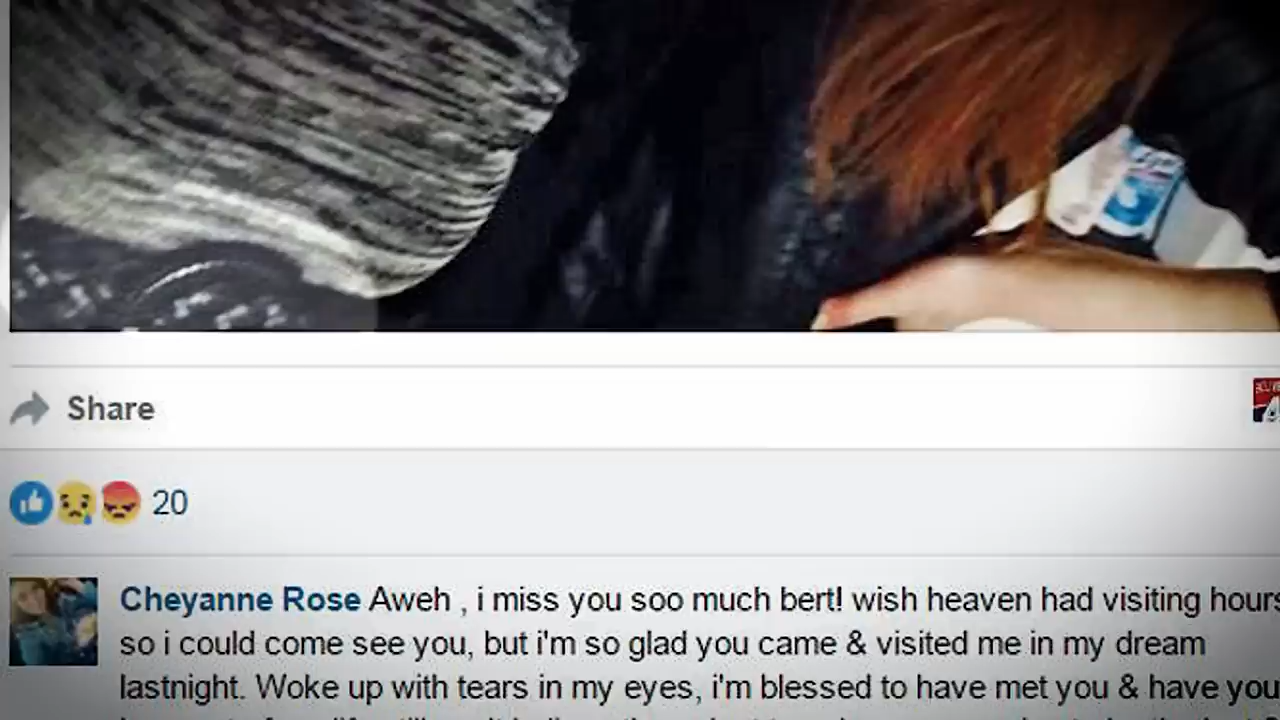 Share
20
Cheyanne Rose Aweh , i miss you soo much bert! wish heaven had visiting hours
so i could come see you, but i'm so glad you came & visited me in my dream
lastnight. Woke up with tears in my eyes, i'm blessed to have met you & have you